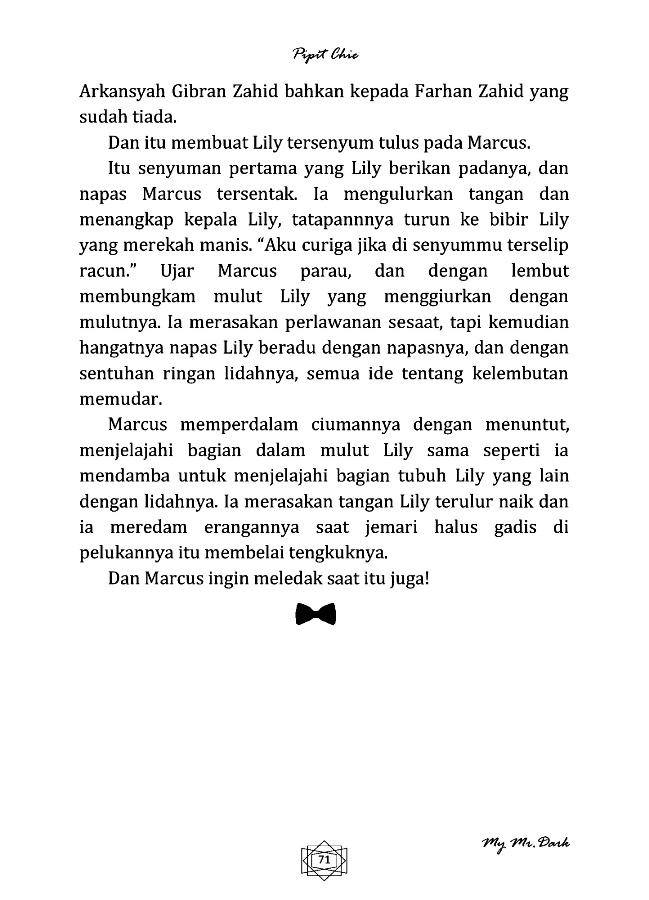 Pipit Chie
Arkansyah Gibran Zahid bahkan kepada Farhan Zahid yang
sudah tiada.
Dan itu membuat Lily tersenyum tulus pada Marcus.
Itu senyuman pertama yang Lily berikan padanya, dan
napas Marcus tersentak. Ia mengulurkan tangan dan
menangkap kepala Lily, tatapannnya turun ke bibir Lily
yang merekah manis. “Aku curiga jika di senyummu terselip
racun.” Ujar Marcus parau, dan dengan lembut
membungkam mulut Lily yang menggiurkan dengan
mulutnya. Ia merasakan perlawanan sesaat, tapi kemudian
hangatnya napas Lily beradu dengan napasnya, dan dengan
sentuhan ringan lidahnya, semua ide tentang kelembutan
memudar.
Marcus memperdalam ciumannya dengan menuntut,
menjelajahi bagian dalam mulut Lily sama seperti ia
mendamba untuk menjelajahi bagian tubuh Lily yang lain
dengan lidahnya. Ia merasakan tangan Lily terulur naik dan
ia meredam erangannya saat jemari halus gadis di
pelukannya itu membelai tengkuknya.
Dan Marcus ingin meledak saat itu juga!
My Mr. Dark
71